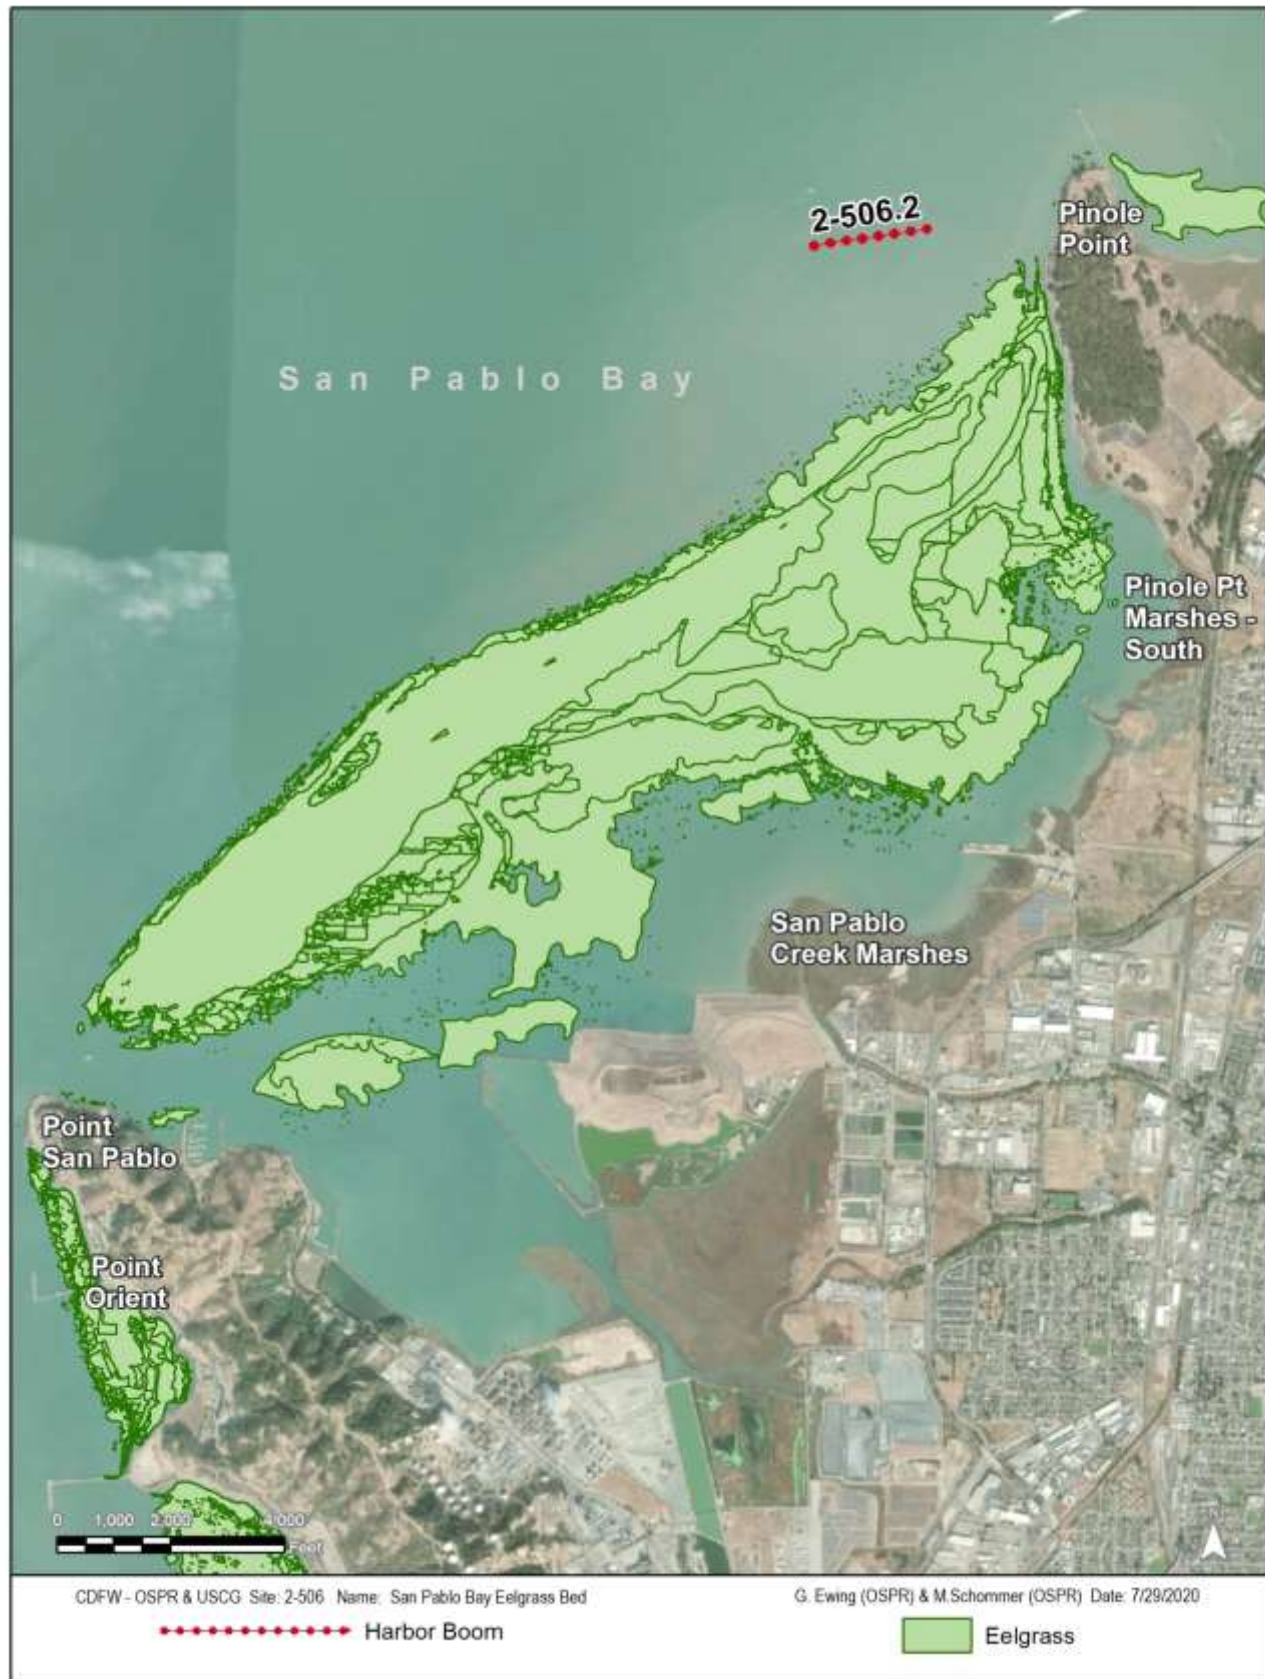 2-506.2
Pinole
Point
San Pablo Bay
Pinole Pt
Marshes -
South
San Pablo
Creek Marshes
Point
San Pablo
Point
Orient
0 1,000 2,000 4,000
Feet
N
CDFW - OSPR & USCG Site: 2-506 Name: San Pablo Bay Eelgrass Bed
G. Ewing (OSPR) & M.Schommer (OSPR) Date: 7/29/2020
Harbor Boom
Eelgrass